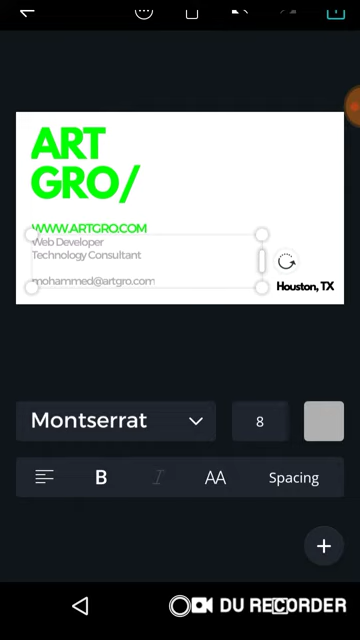 ART
GRO/
WWW.ARTGRO.COM
Web Developer
Technology Consultant
mohammed@artgro.com
Houston, TX
Montserrat
8
B
I
AA
Spacing
+
DU RECORDER